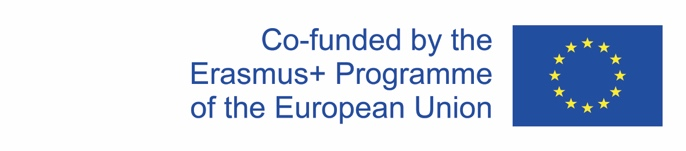 Co-funded by the
Erasmus+ Programme
of the European Union